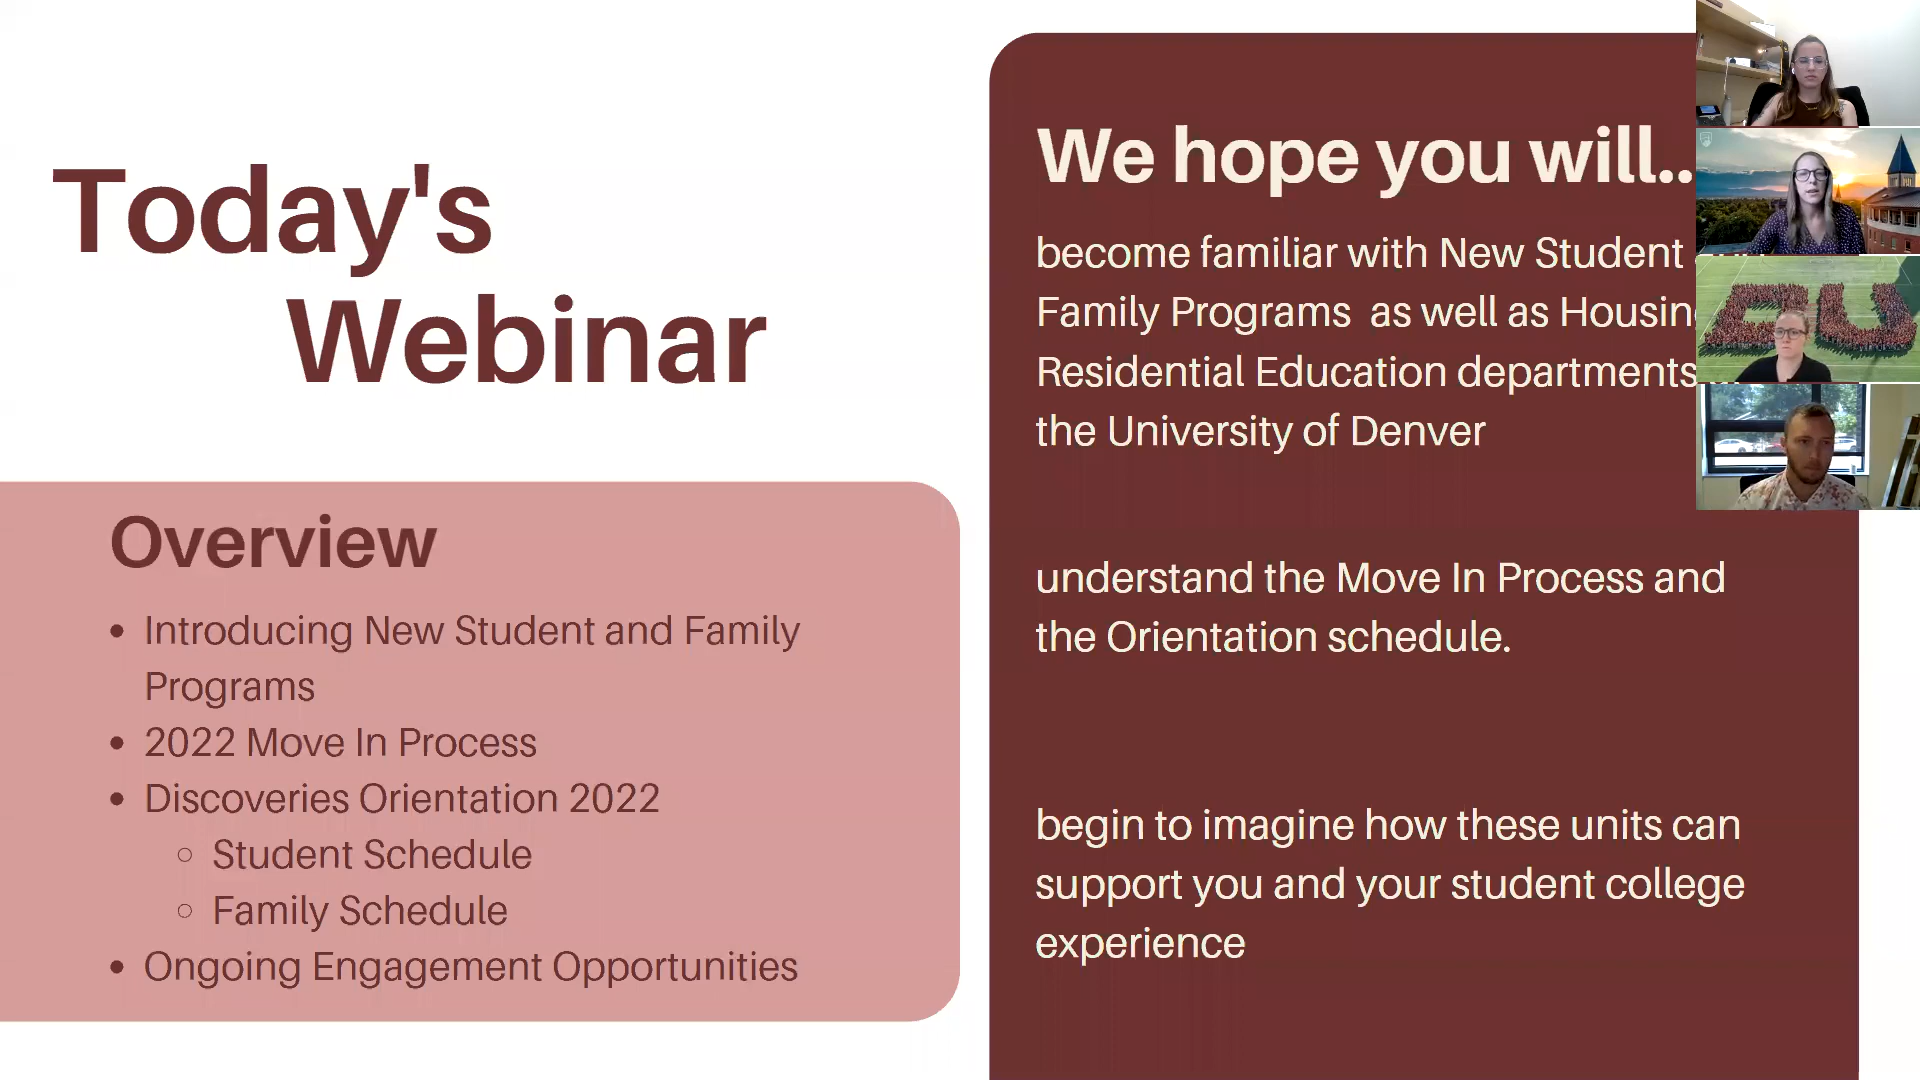 Today's
Webinar
Overview
• Introducing New Student and Family
Programs
• 2022 Move In Process
• Discoveries Orientation 2022
○ Student Schedule
○ Family Schedule
• Ongoing Engagement Opportunities
We hope you will..
become familiar with New Student
Family Programs as well as Housin
Residential Education departments
the University of Denver
understand the Move In Process and
the Orientation schedule.
begin to imagine how these units can
support you and your student college
experience
DU